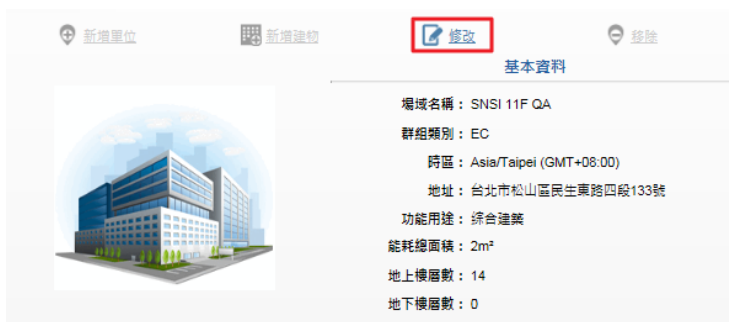 新增單位 新增建物 修改 移除
基本資料
場域名稱： SNSI 11F QA
群組類別： EC
時區： Asia/Taipei (GMT+08:00)
地址： 台北市松山區民生東路四段133號
功能用途： 綜合建築
能耗總面積： 2m²
地上樓層數： 14
地下樓層數： 0